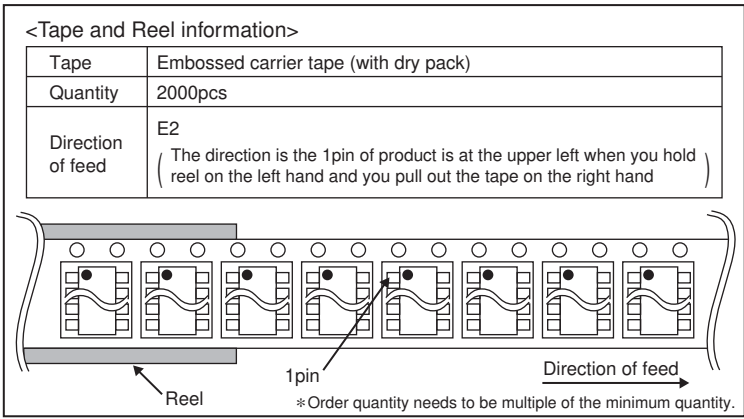 <Tape and Reel information>
Tape Embossed carrier tape (with dry pack)
Quantity 2000pcs
Direction of feed E2
( The direction is the 1pin of product is at the upper left when you hold
reel on the left hand and you pull out the tape on the right hand )
1pin
Direction of feed
Reel
*Order quantity needs to be multiple of the minimum quantity.